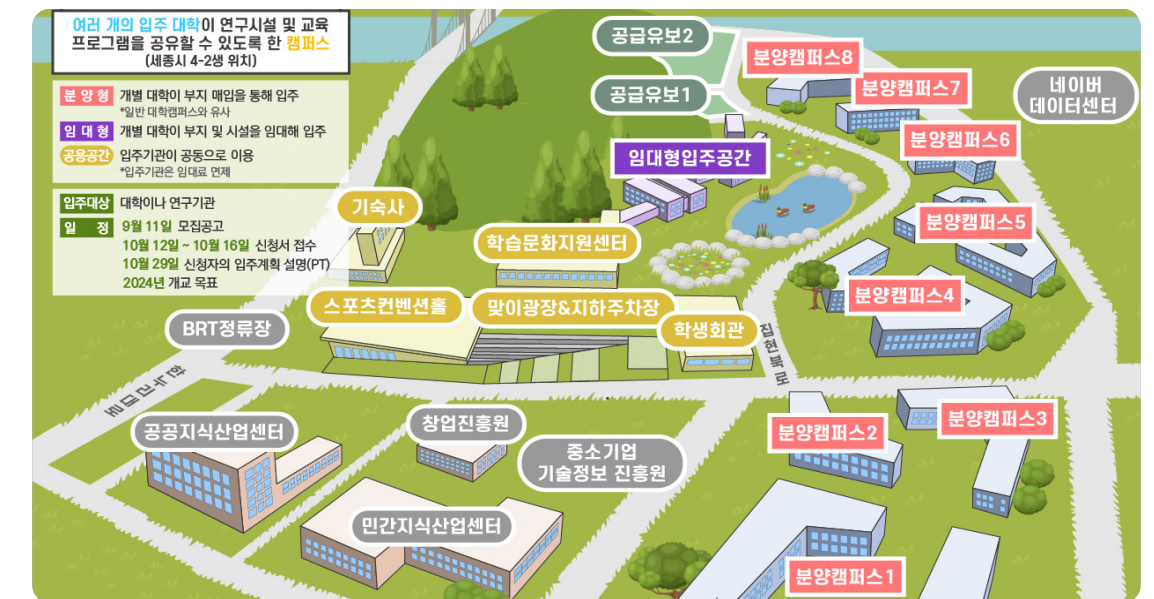 여러 개의 입주 대학이 연구시설 및 교육
프로그램을 공유할 수 있도록 한 캠퍼스
(세종시 4-2생 위치)
분양형 개별 대학이 부지 매입을 통해 입주
*일반 대학캠퍼스와 유사
임대형 개별 대학이 부지 및 시설을 임대해 입주
공용공간 입주기관이 공동으로 이용
*입주기관은 임대료 면제
입주대상 대학이나 연구기관
일 정 9월 11일 모집공고
10월 12일 ~ 10월 16일 신청서 접수
10월 29일 신청자의 입주계획 설명(PT)
2024년 개교 목표
공급유보2
공급유보1
분양캠퍼스8
분양캠퍼스7
네이버
데이터센터
분양캠퍼스6
임대형입주공간
기숙사
분양캠퍼스5
학습문화지원센터
분양캠퍼스4
스포츠컨벤션홀
맞이광장&지하주차장
학생회관
BRT정류장
집현북로
한누리대로
공공지식산업센터
창업진흥원
중소기업
기술정보 진흥원
분양캠퍼스2
분양캠퍼스3
민간지식산업센터
분양캠퍼스1